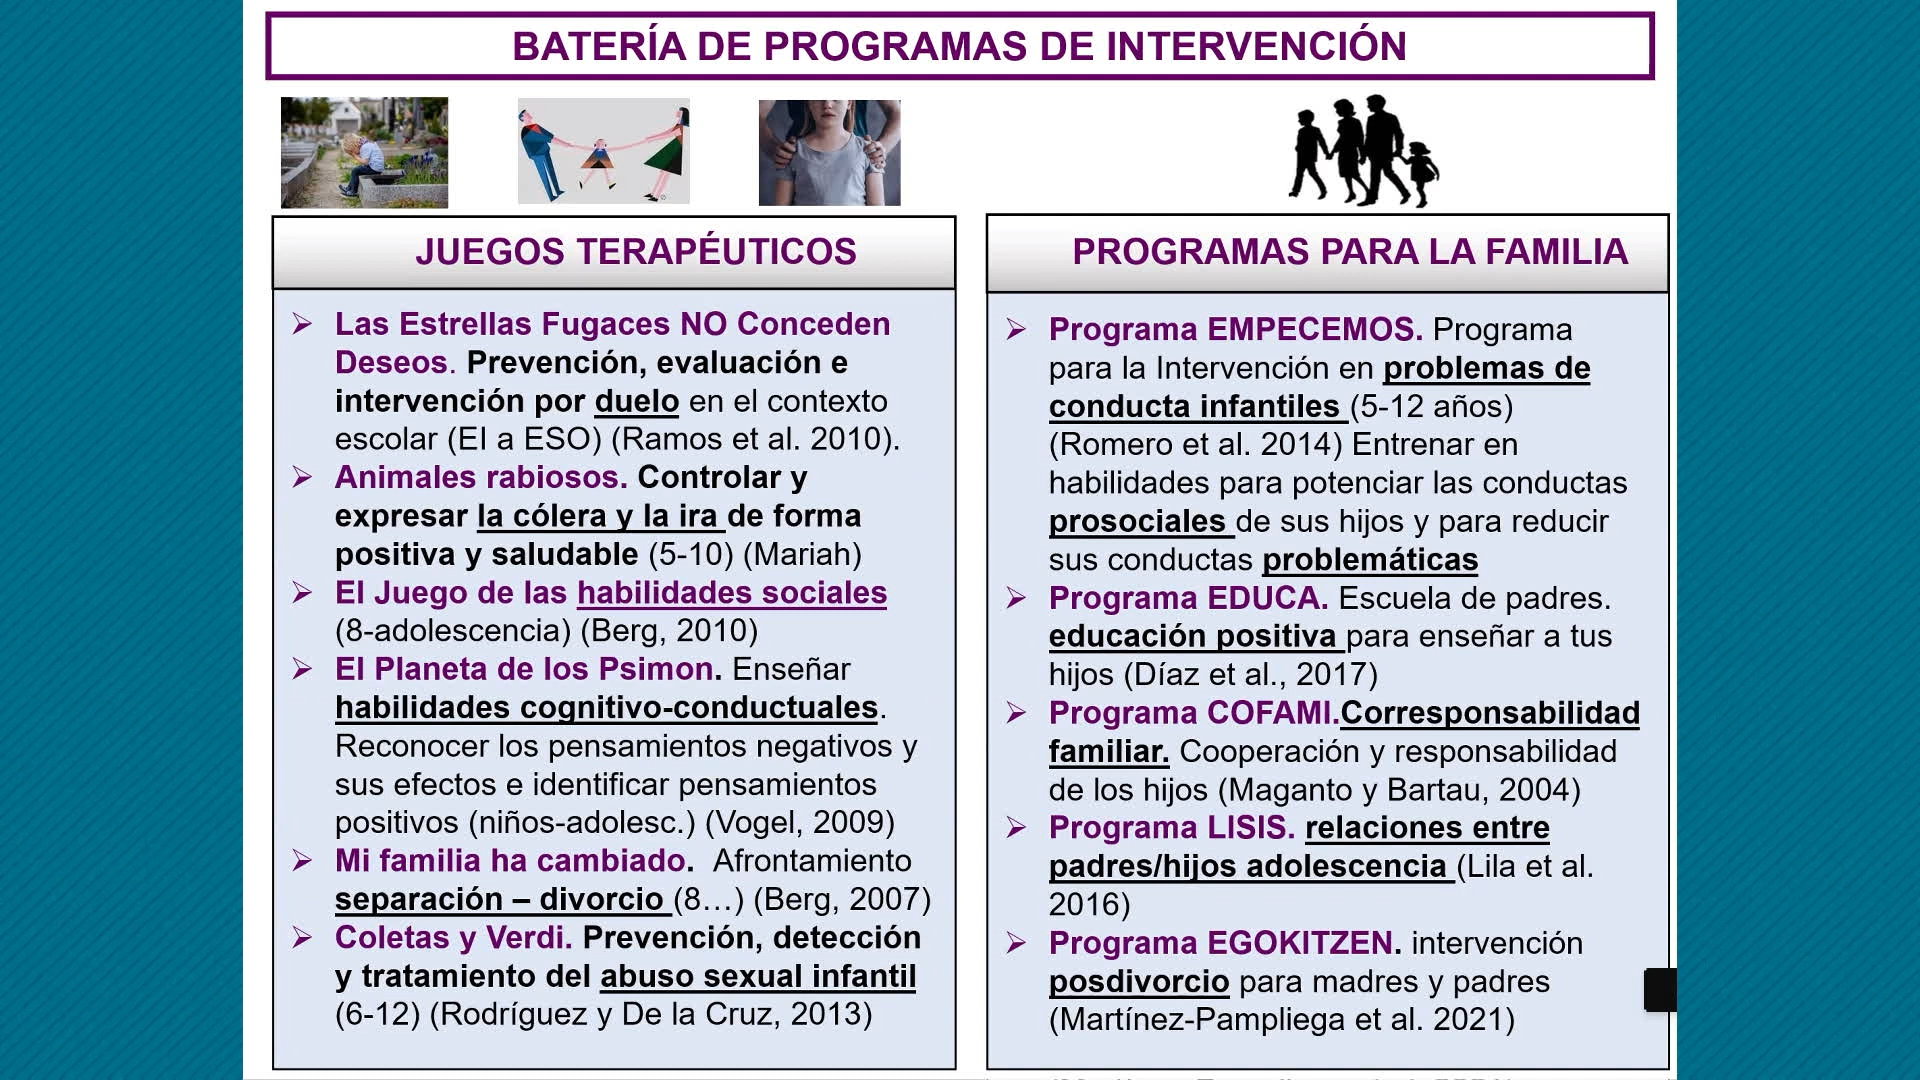 BATERÍA DE PROGRAMAS DE INTERVENCIÓN
JUEGOS TERAPÉUTICOS
Las Estrellas Fugaces NO Conceden
Deseos. Prevención, evaluación e
intervención por duelo en el contexto
escolar (EI a ESO) (Ramos et al. 2010).
Animales rabiosos. Controlar y
expresar la cólera y la ira de forma
positiva y saludable (5-10) (Mariah)
El Juego de las habilidades sociales
(8-adolescencia) (Berg, 2010)
El Planeta de los Psimon. Enseñar
habilidades cognitivo-conductuales.
Reconocer los pensamientos negativos y
sus efectos e identificar pensamientos
positivos (niños-adolesc.) (Vogel, 2009)
Mi familia ha cambiado. Afrontamiento
separación – divorcio (8…) (Berg, 2007)
Coletas y Verdi. Prevención, detección
y tratamiento del abuso sexual infantil
(6-12) (Rodríguez y De la Cruz, 2013)
PROGRAMAS PARA LA FAMILIA
Programa EMPECEMOS. Programa
para la Intervención en problemas de
conducta infantiles (5-12 años)
(Romero et al. 2014) Entrenar en
habilidades para potenciar las conductas
prosociales de sus hijos y para reducir
sus conductas problemáticas
Programa EDUCA. Escuela de padres.
educación positiva para enseñar a tus
hijos (Díaz et al., 2017)
Programa COFAMI.Corresponsabilidad
familiar. Cooperación y responsabilidad
de los hijos (Maganto y Bartau, 2004)
Programa LISIS. relaciones entre
padres/hijos adolescencia (Lila et al.
2016)
Programa EGOKITZEN. intervención
posdivorcio para madres y padres
(Martínez-Pampliega et al. 2021)